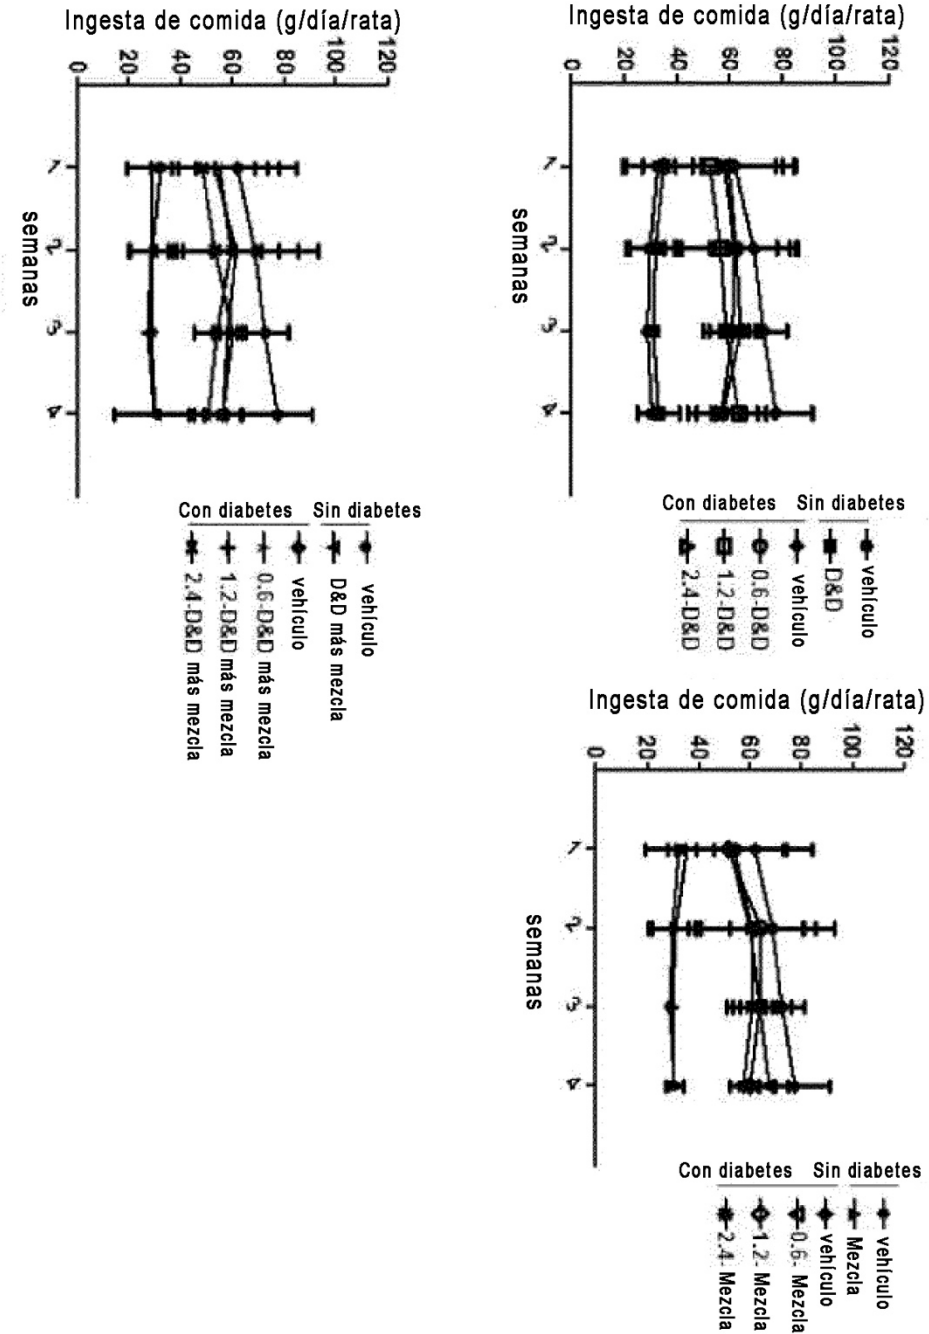 Ingesta de comida (g/día/rata)
0 20 40 60 80 100 120
1
2
3
4
semanas
Con diabetes
Sin diabetes
vehículo
D&D
vehículo
0.6-D&D
1.2-D&D
2.4-D&D
Ingesta de comida (g/día/rata)
0 20 40 60 80 100 120
1
2
3
4
semanas
Con diabetes
Sin diabetes
vehículo
Mezcla
vehículo
0.6- Mezcla
1.2- Mezcla
2.4- Mezcla
Ingesta de comida (g/día/rata)
0 20 40 60 80 100 120
1
2
3
4
semanas
Con diabetes
Sin diabetes
vehículo
D&D más mezcla
vehículo
0.6-D&D más mezcla
1.2-D&D más mezcla
2.4-D&D más mezcla